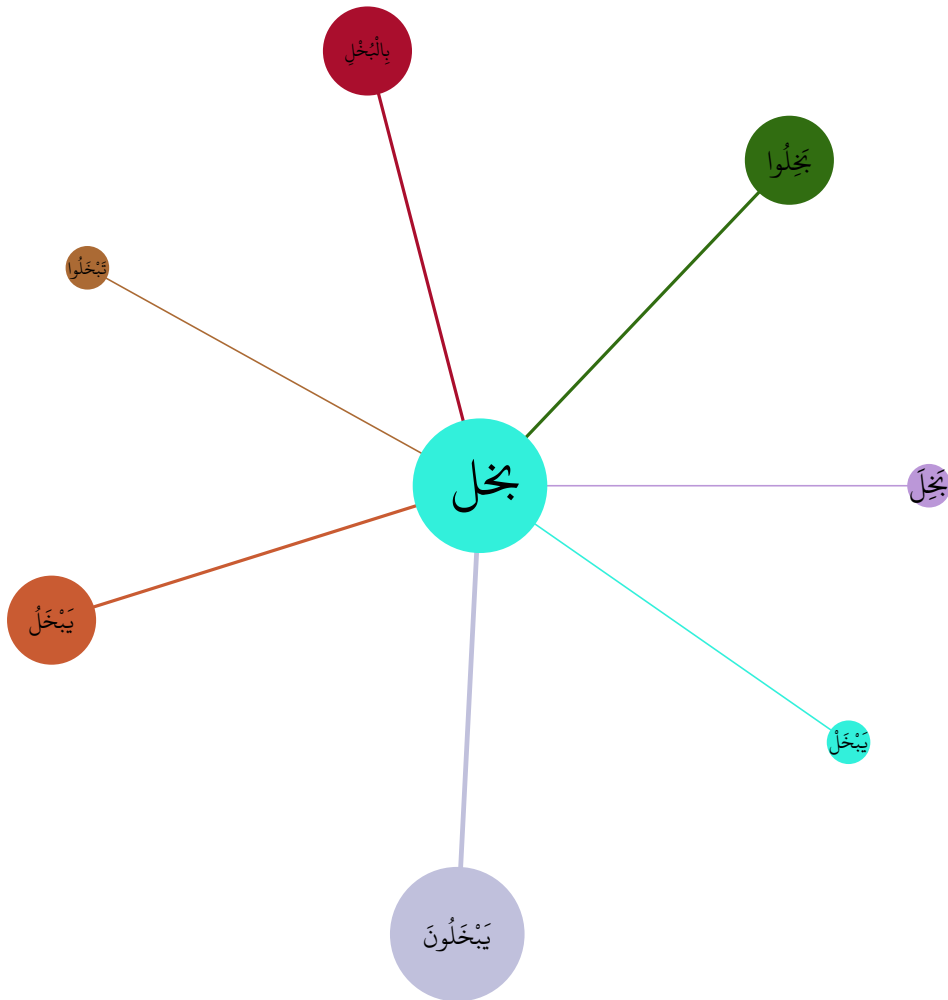 بِالْبُخْلِ
بَخِلُوا
تَبْخَلُوا
بخل
بَخِلَ
يَبْخَلُ
يَبْخَلْ
يَبْخَلُونَ